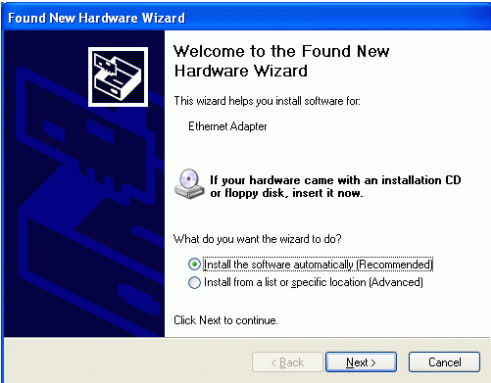 Found New Hardware Wizard
Welcome to the Found New
Hardware Wizard
This wizard helps you install software for:
Ethernet Adapter
If your hardware came with an installation CD
or floppy disk, insert it now.
What do you want the wizard to do?
Install the software automatically (Recommended)
Install from a list or specific location (Advanced)
Click Next to continue.
< Back
Next >
Cancel